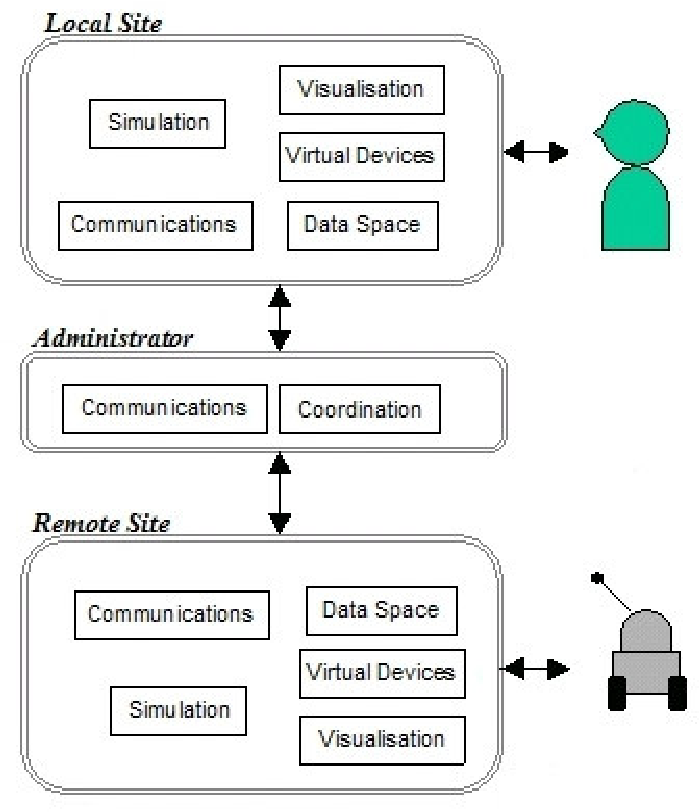 Local Site
Visualisation
Simulation
Virtual Devices
Communications
Data Space
Administrator
Communications
Coordination
Remote Site
Communications
Data Space
Virtual Devices
Simulation
Visualisation